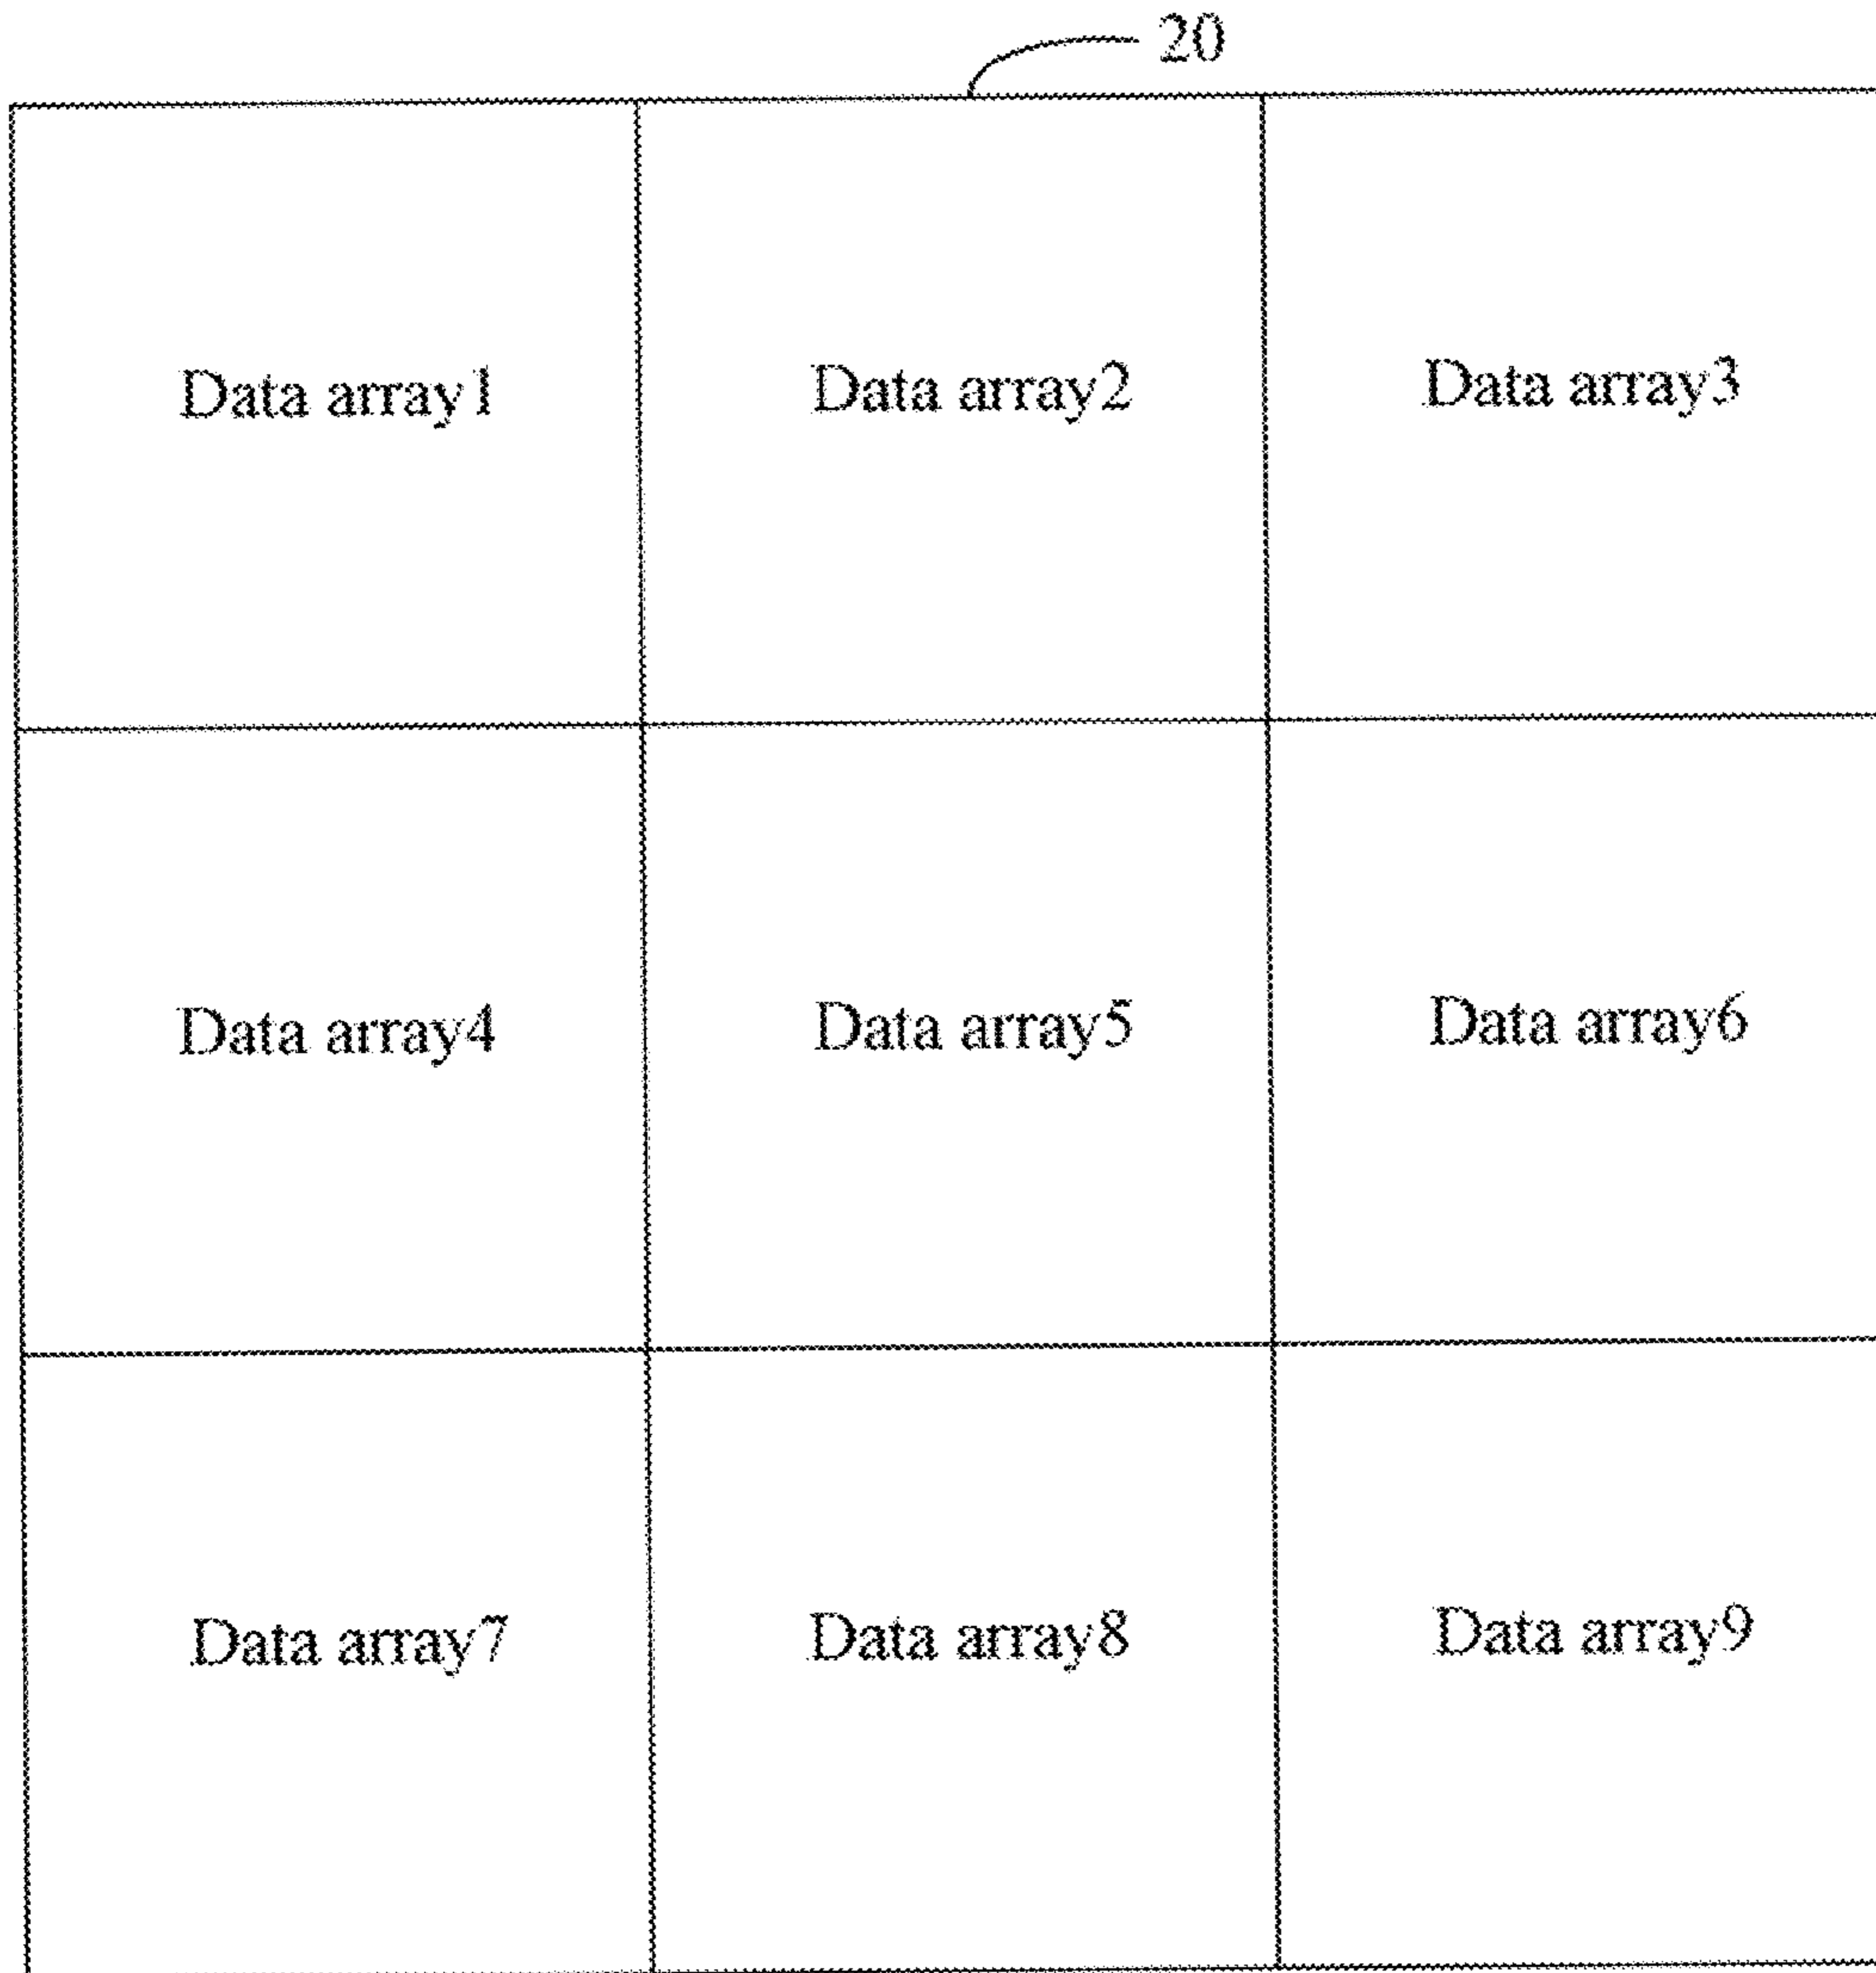 20
Data array1
Data array2
Data array3
Data array4
Data array5
Data array6
Data array7
Data array8
Data array9